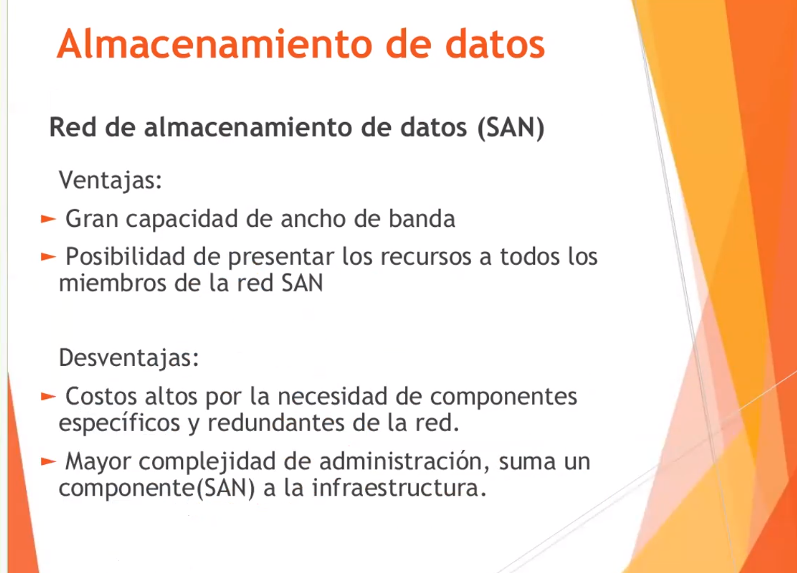 Almacenamiento de datos
Red de almacenamiento de datos (SAN)
Ventajas:
► Gran capacidad de ancho de banda
► Posibilidad de presentar los recursos a todos los
miembros de la red SAN
Desventajas:
► Costos altos por la necesidad de componentes
específicos y redundantes de la red.
► Mayor complejidad de administración, suma un
componente(SAN) a la infraestructura.